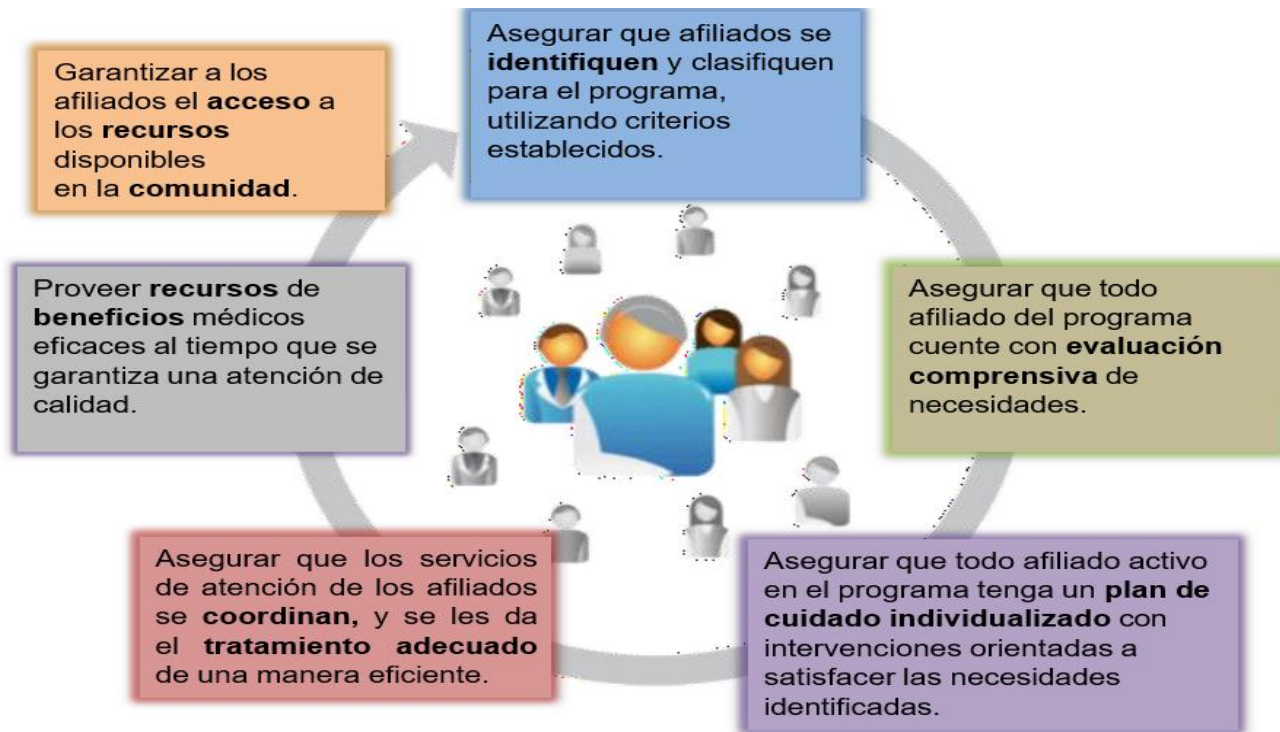 Asegurar que afiliados se
identifiquen y clasifiquen
para el programa,
utilizando criterios
establecidos.
Asegurar que todo
afiliado del programa
cuente con evaluación
comprensiva de
necesidades.
Asegurar que todo afiliado activo
en el programa tenga un plan de
cuidado individualizado con
intervenciones orientadas a
satisfacer las necesidades
identificadas.
Asegurar que los servicios
de atención de los afiliados
se coordinan, y se les da
el tratamiento adecuado
de una manera eficiente.
Proveer recursos de
beneficios médicos
eficaces al tiempo que se
garantiza una atención de
calidad.
Garantizar a los
afiliados el acceso a
los recursos
disponibles
en la comunidad.